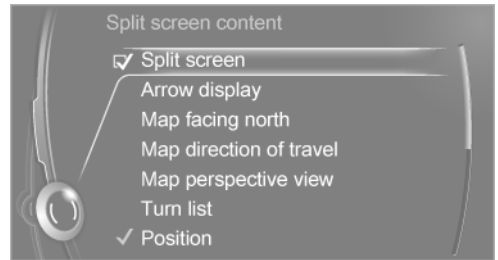 Split screen content
Split screen
Arrow display
Map facing north
Map direction of travel
Map perspective view
Turn list
Position